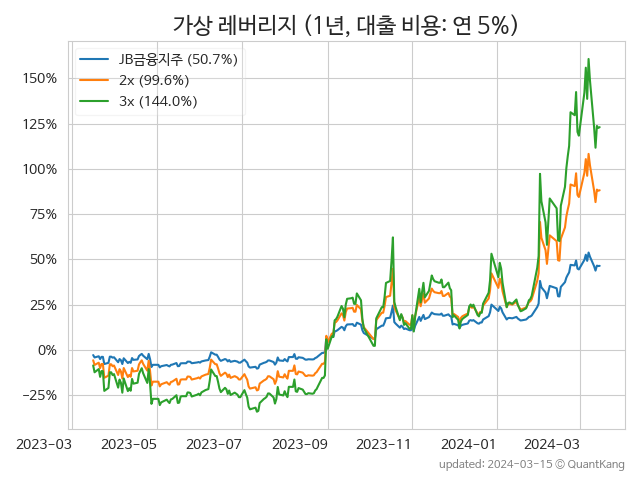 가상 레버리지 (1년, 대출 비용: 연 5%)
JB금융지주 (50.7%)
2x (99.6%)
3x (144.0%)
150%
125%
100%
75%
50%
25%
0%
−25%
2023-03 2023-05 2023-07 2023-09 2023-11 2024-01 2024-03
updated: 2024-03-15 ⓒ QuantKang